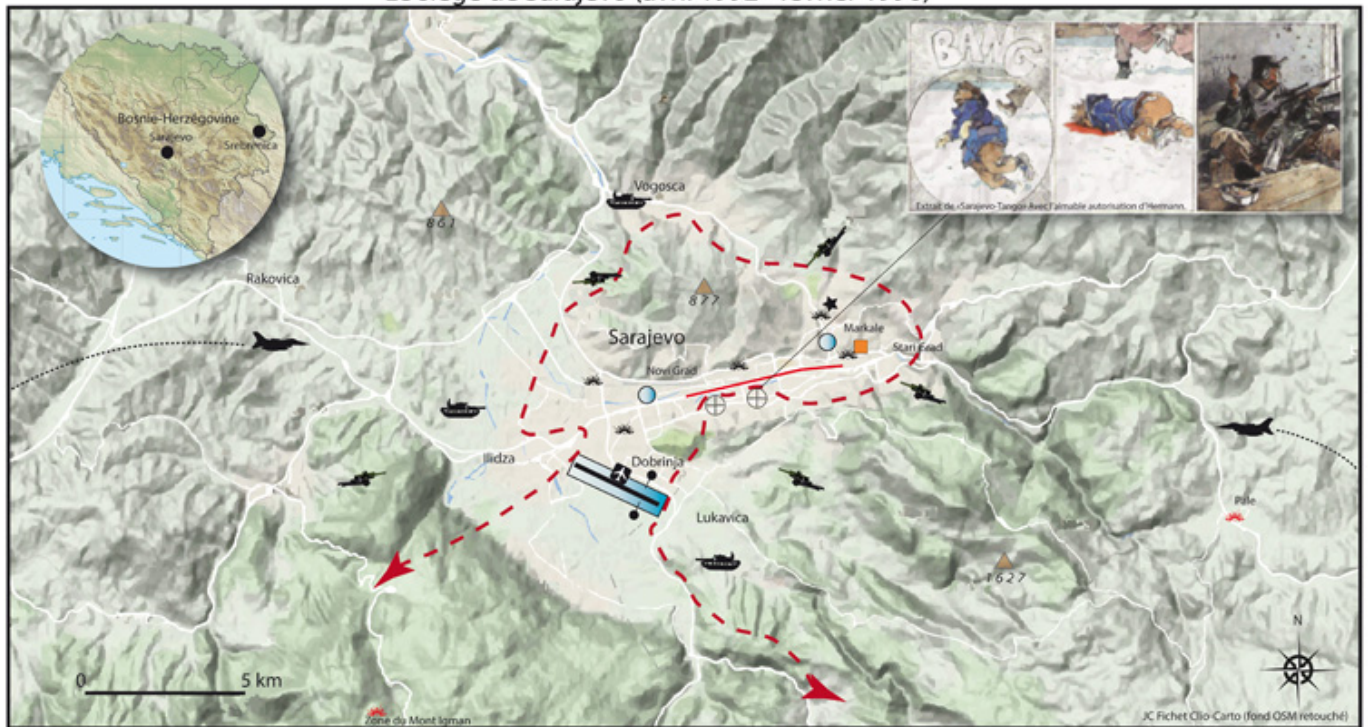 BANG
Bosnie-Herzégovine
Sarajevo
Srebrenica
Extrait de «Sarajevo-Tango» Avec l'aimable autorisation d'Hermann.
Vogosca
861
Rakovica
877
Sarajevo
Markale
Stari Grad
Novi Grad
Ilidza
Dobrinja
Lukavica
Pale
1627
N
0 5 km
Zone du Mont Igman
JC Fichet Clio-Carto (fond OSM retouché)